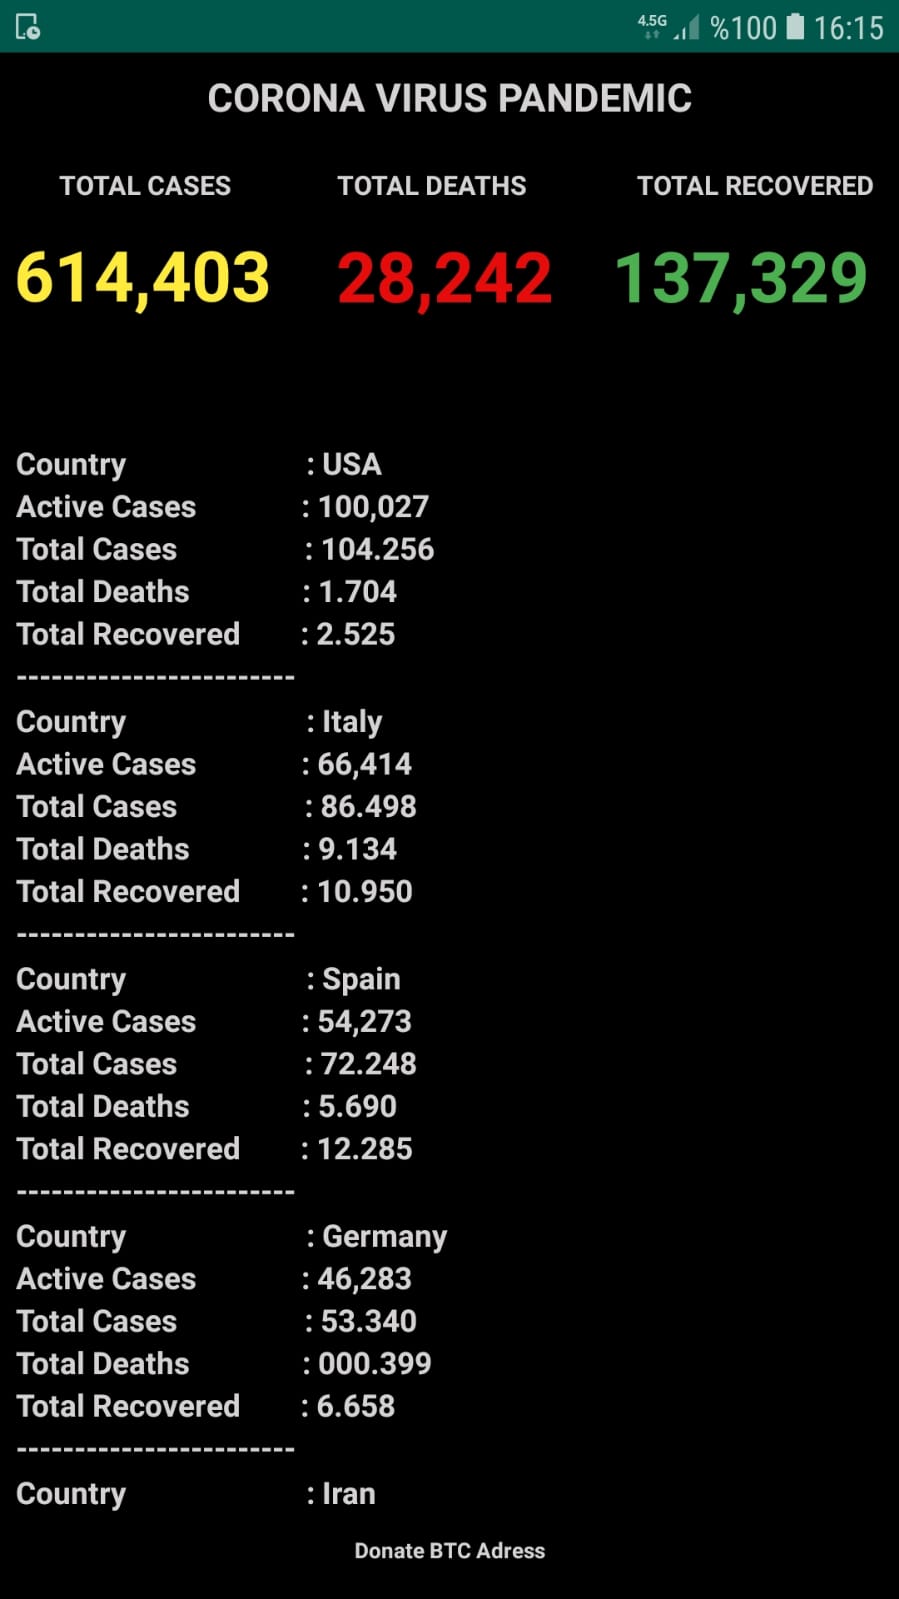 4.5G %100 16:15
CORONA VIRUS PANDEMIC
TOTAL CASES TOTAL DEATHS TOTAL RECOVERED
614,403 28,242 137,329
Country : USA
Active Cases : 100,027
Total Cases : 104.256
Total Deaths : 1.704
Total Recovered : 2.525
------------------------
Country : Italy
Active Cases : 66,414
Total Cases : 86.498
Total Deaths : 9.134
Total Recovered : 10.950
------------------------
Country : Spain
Active Cases : 54,273
Total Cases : 72.248
Total Deaths : 5.690
Total Recovered : 12.285
------------------------
Country : Germany
Active Cases : 46,283
Total Cases : 53.340
Total Deaths : 000.399
Total Recovered : 6.658
------------------------
Country : Iran
Donate BTC Adress